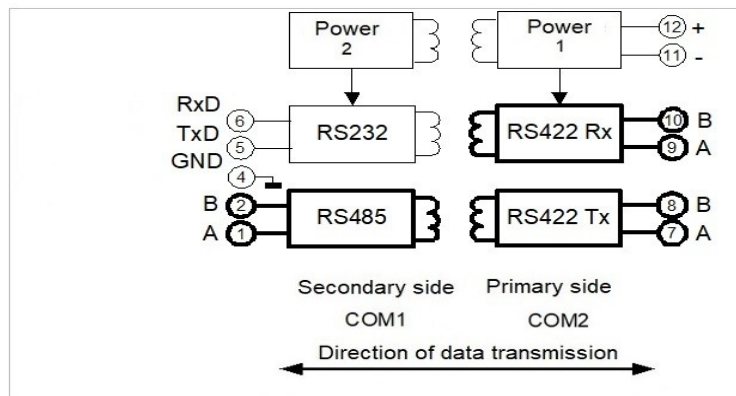 Power 2
Power 1
12 +
11 -
RxD 6
TxD 5
GND 4
RS232
RS422 Rx
10 B
9 A
B 2
A 1
RS485
RS422 Tx
8 B
7 A
Secondary side
COM1
Primary side
COM2
Direction of data transmission